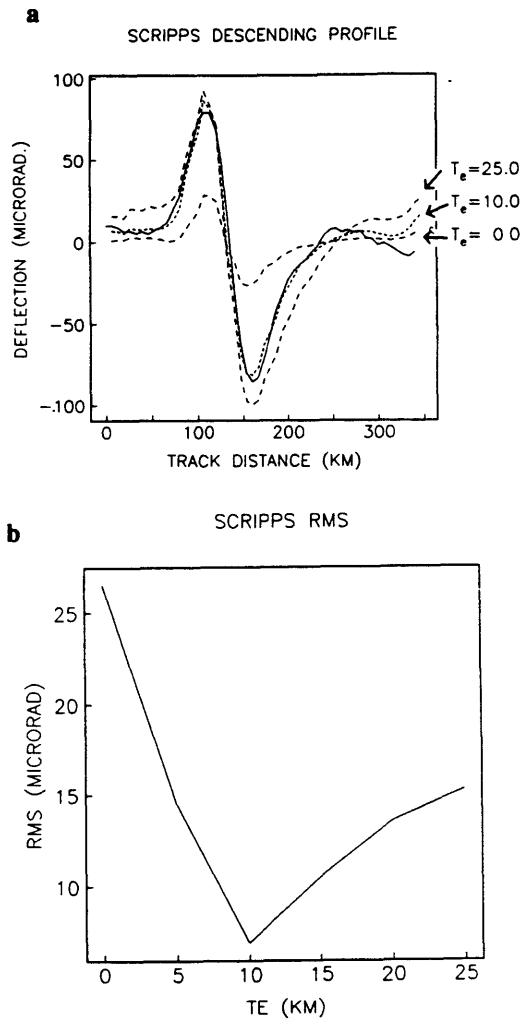 a
SCRIPPS DESCENDING PROFILE
100
50
0
−50
−100
DEFLECTION (MICRORAD.)
Te=25.0
Te=10.0
Te= 0 0
0 100 200 300
TRACK DISTANCE (KM)
b
SCRIPPS RMS
25
20
15
10
RMS (MICRORAD)
0 5 10 15 20 25
TE (KM)